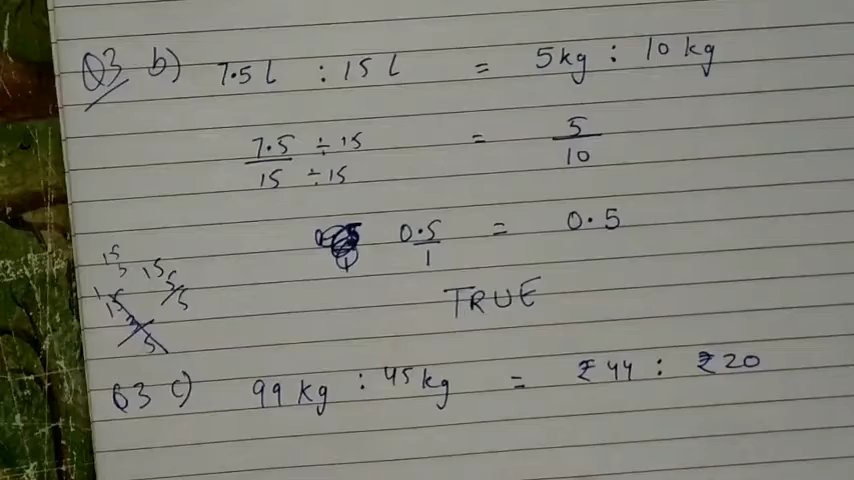 Q3 b) 7.5 l : 15 l = 5 kg : 10 kg
7.5 ÷ 15 = 5
15 ÷ 15 10
0.5 = 0.5
1
TRUE
Q3 c) 99 kg : 45 kg = ₹ 44 : ₹ 20